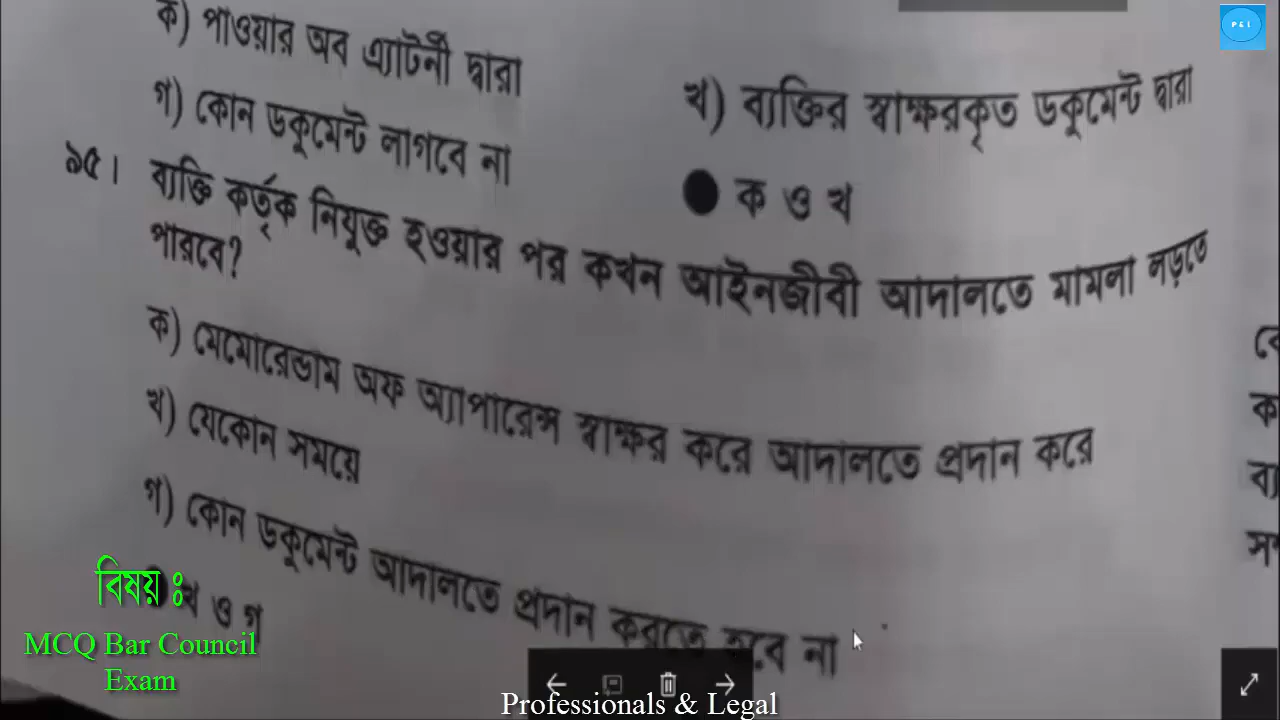 P & L
ক) পাওয়ার অব এ্যাটর্নী দ্বারা
খ) ব্যক্তির স্বাক্ষরকৃত ডকুমেন্ট দ্বারা
গ) কোন ডকুমেন্ট লাগবে না
ক ও খ
৯৫। ব্যক্তি কর্তৃক নিযুক্ত হওয়ার পর কখন আইনজীবী আদালতে মামলা লড়তে
পারবে?
ক) মেমোরেন্ডাম অফ অ্যাপারেন্স স্বাক্ষর করে আদালতে প্রদান করে
খ) যেকোন সময়ে
গ) কোন ডকুমেন্ট আদালতে প্রদান করতে হবে না
খ ও গ
বিষয় ঃ
MCQ Bar Council
Exam
Professionals & Legal